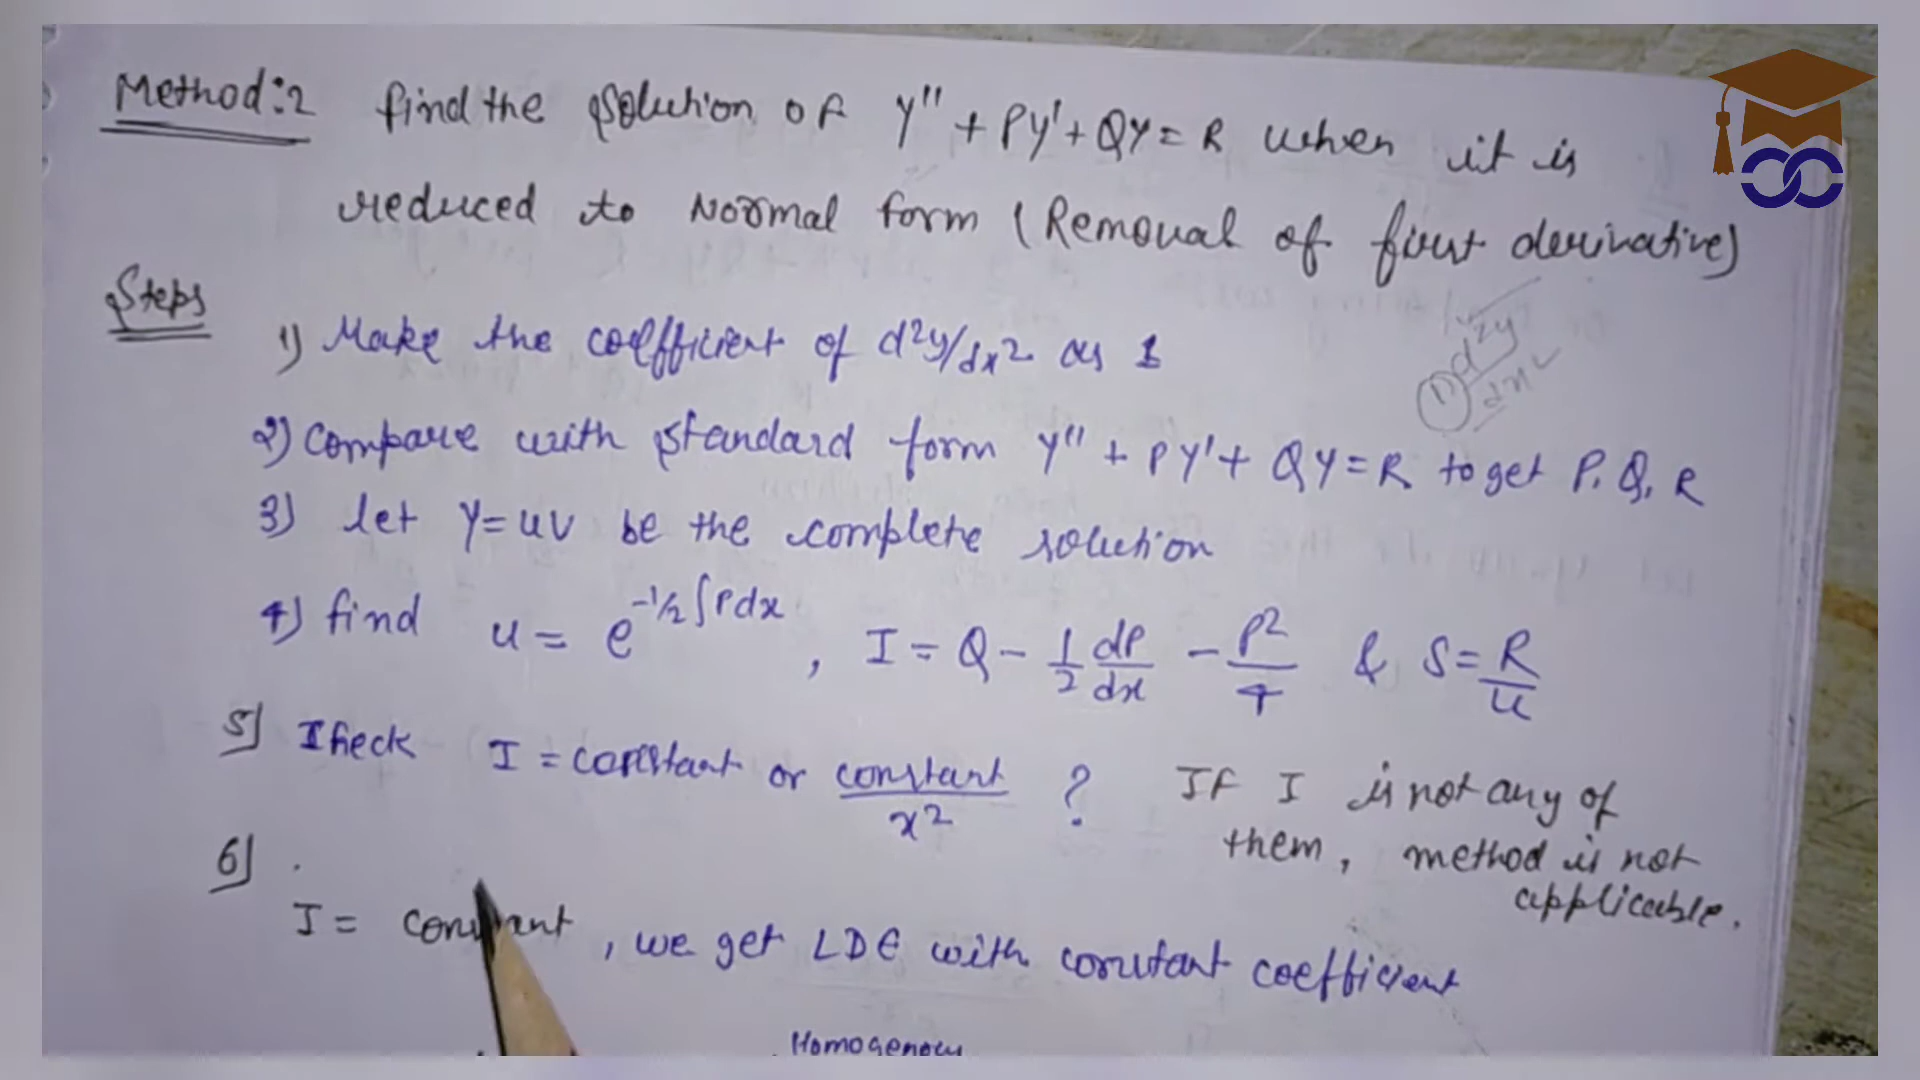 Method:2 find the solution of y'' + Py' + Qy = R when it is
reduced to Normal form (Removal of first derivative)
Steps
1) Make the coefficient of d²y/dx² as 1
2) Compare with standard form y'' + Py' + Qy = R to get P, Q, R
3) let y = uv be the complete solution
4) find u = e^{-1/2 ∫Pdx}, I = Q - 1/2 dP/dx - P²/4 & S = R/u
5) Check I = constant or constant/x² ? If I is not any of
them, method is not
applicable.
6)
I = constant, we get LDE with constant coefficient
Homogenous
1) d²y/dx²